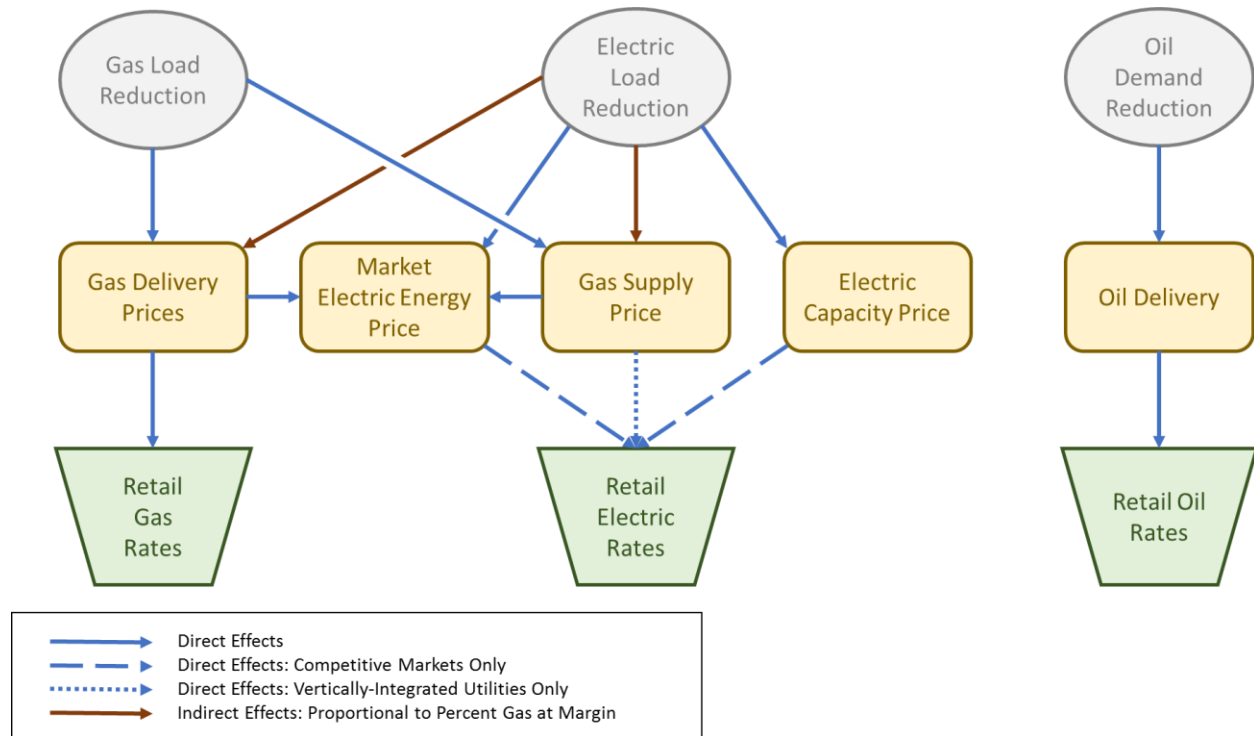 Gas Load
Reduction
Electric
Load
Reduction
Oil
Demand
Reduction
Gas Delivery
Prices
Market
Electric Energy
Price
Gas Supply
Price
Electric
Capacity Price
Oil Delivery
Retail
Gas
Rates
Retail
Electric
Rates
Retail Oil
Rates
Direct Effects
Direct Effects: Competitive Markets Only
Direct Effects: Vertically-Integrated Utilities Only
Indirect Effects: Proportional to Percent Gas at Margin